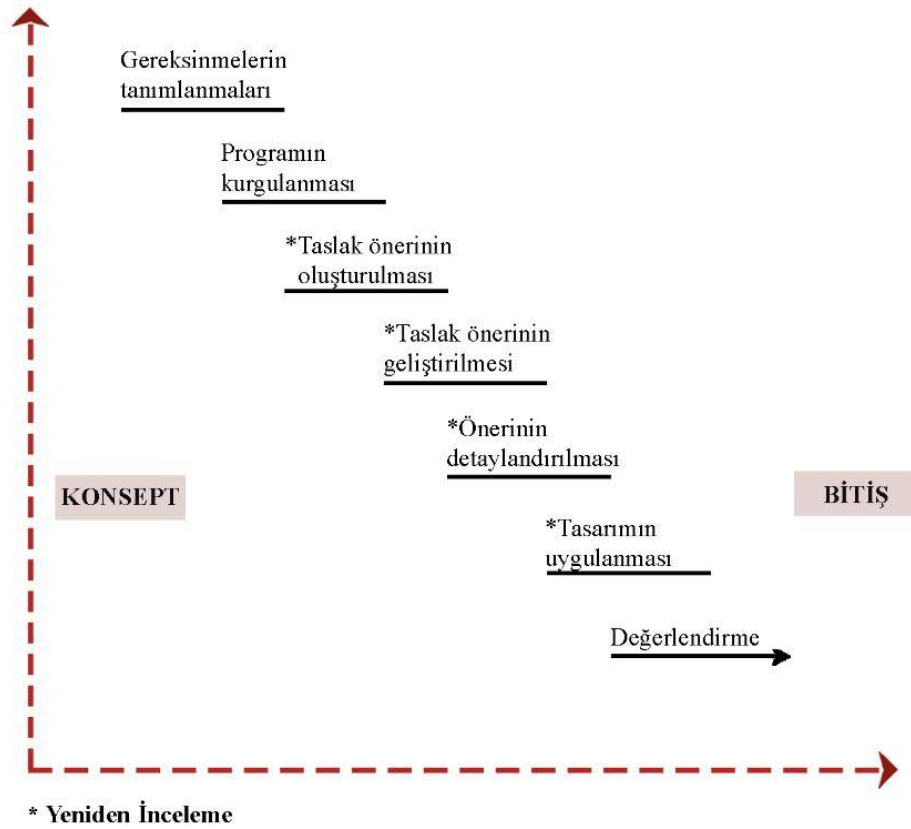 Gereksinmelerin
tanımlanmaları
Programın
kurgulanması
*Taslak önerinin
oluşturulması
*Taslak önerinin
geliştirilmesi
*Önerinin
detaylandırılması
KONSEPT
BİTİŞ
*Tasarımın
uygulanması
Değerlendirme
* Yeniden İnceleme